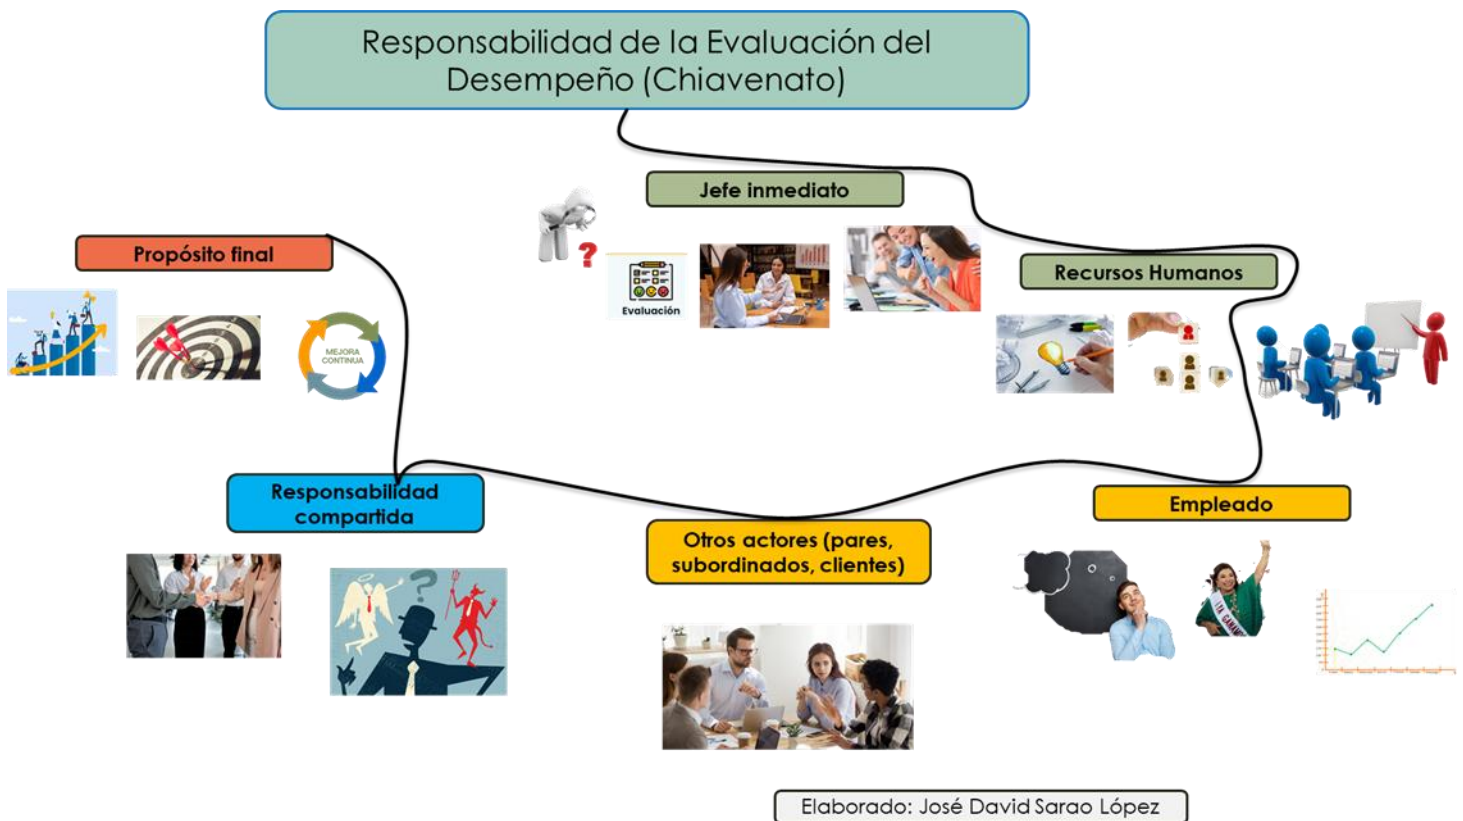 Responsabilidad de la Evaluación del
Desempeño (Chiavenato)
Jefe inmediato
Evaluación
Recursos Humanos
Empleado
Otros actores (pares,
subordinados, clientes)
Responsabilidad
compartida
Propósito final
MEJORA
CONTINUA
Elaborado: José David Sarao López